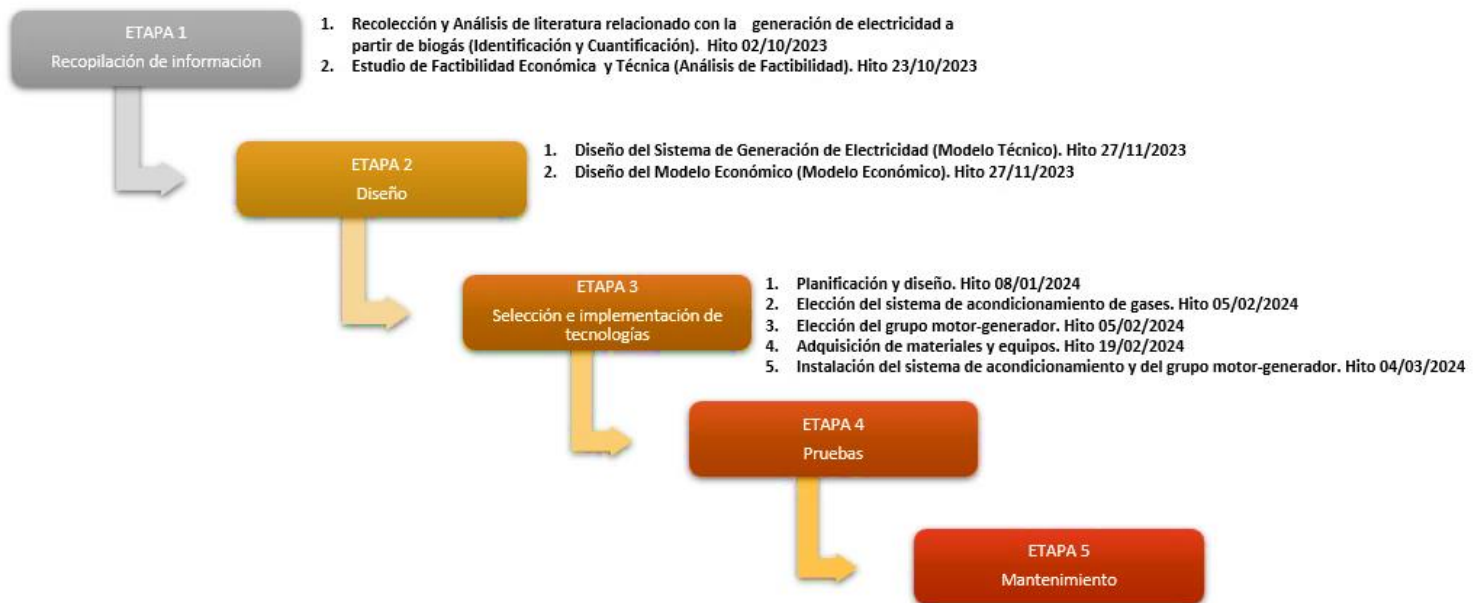 ETAPA 1
Recopilación de información
1. Recolección y Análisis de literatura relacionado con la generación de electricidad a
partir de biogás (Identificación y Cuantificación). Hito 02/10/2023
2. Estudio de Factibilidad Económica y Técnica (Análisis de Factibilidad). Hito 23/10/2023
ETAPA 2
Diseño
1. Diseño del Sistema de Generación de Electricidad (Modelo Técnico). Hito 27/11/2023
2. Diseño del Modelo Económico (Modelo Económico). Hito 27/11/2023
ETAPA 3
Selección e implementación de
tecnologías
1. Planificación y diseño. Hito 08/01/2024
2. Elección del sistema de acondicionamiento de gases. Hito 05/02/2024
3. Elección del grupo motor-generador. Hito 05/02/2024
4. Adquisición de materiales y equipos. Hito 19/02/2024
5. Instalación del sistema de acondicionamiento y del grupo motor-generador. Hito 04/03/2024
ETAPA 4
Pruebas
ETAPA 5
Mantenimiento